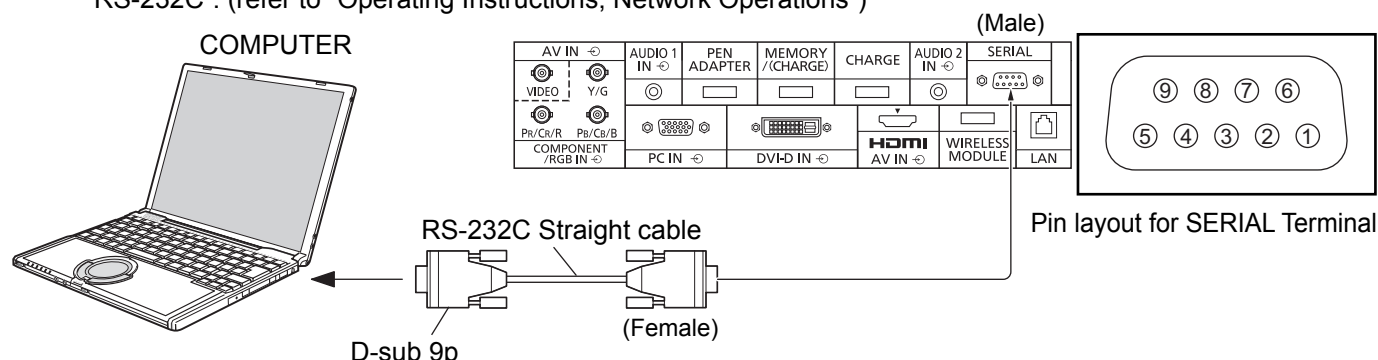 RS-232C : (refer to "Operating Instructions, Network Operations")
(Male)
COMPUTER
AV IN
AUDIO 1 IN
PEN ADAPTER
MEMORY /(CHARGE)
CHARGE
AUDIO 2 IN
SERIAL
VIDEO
Y/G
PR/CR/R
PB/CB/B
COMPONENT /RGB IN
PC IN
DVI-D IN
HDMI
AV IN
WIRELESS MODULE
LAN
9 8 7 6
5 4 3 2 1
Pin layout for SERIAL Terminal
RS-232C Straight cable
(Female)
D-sub 9p